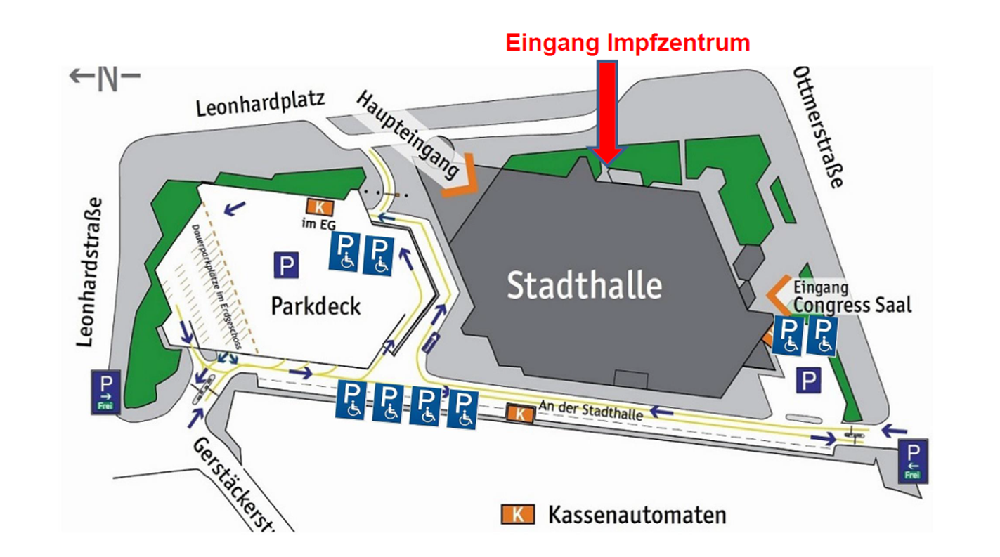 Eingang Impfzentrum
←N–
Leonhardplatz
Haupteingang
Ottmerstraße
Leonhardstraße
K
im EG
P
P
P
Dauerparkplätze im Erdgeschoss
Parkdeck
Stadthalle
Eingang
Congress Saal
K
P
P
P
P
→
Frei
P
P
P
P
K
An der Stadthalle
P
←
Frei
Gerstäckerstr.
K Kassenautomaten